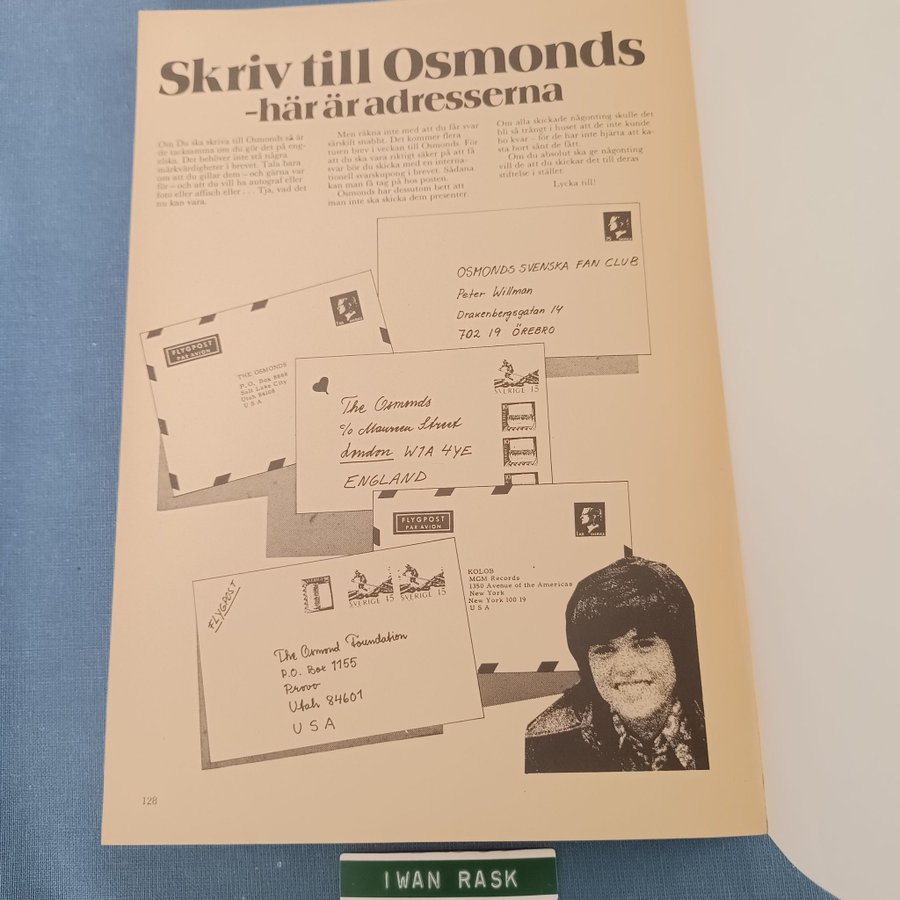 Skriv till Osmonds
-här är adresserna
Om Du ska skriva till Osmonds så är
de tacksamma om du gör det på eng-
elska. Det behöver inte stå några
märkvärdigheter i brevet. Tala bara
om att du gillar dem – och gärna var
för – och att du vill ha autograf eller
foto eller affisch eller . . . Tja, vad det
nu kan vara.
Men räkna inte med att du får svar
särskilt snabbt. Det kommer flera
tusen brev i veckan till Osmonds. För
att du ska vara riktigt säker på att få
svar bör du skicka med en interna-
tionell svarskupong i brevet. Sådana
kan man få tag på hos posten.
Osmonds har dessutom bett att
man inte ska skicka dem presenter.
Om alla skickade någonting skulle det
bli så trångt i huset att de inte kunde
bo kvar – för de har inte hjärta att ka-
sta bort sånt de fått.
Om du absolut ska ge någonting
vill de att du skickar det till deras
stiftelse i stället.
Lycka till!
OSMONDS SVENSKA FAN CLUB
Peter Willman
Drakenbergsgatan 14
702 19 ÖREBRO
FLYGPOST
PAR AVION
THE OSMONDS
P.O. Box 8888
Salt Lake City
Utah 84108
U S A
SVERIGE 15
The Osmonds
c/o Maureen Street
London W1A 4YE
ENGLAND
FLYGPOST
PAR AVION
KOLOB
MGM Records
1350 Avenue of the Americas
New York
New York 100 19
U S A
FLYGPOST
SVERIGE 15
SVERIGE 15
The Osmond Foundation
P.O. Box 1155
Provo
Utah 84601
U S A
128
IWAN RASK